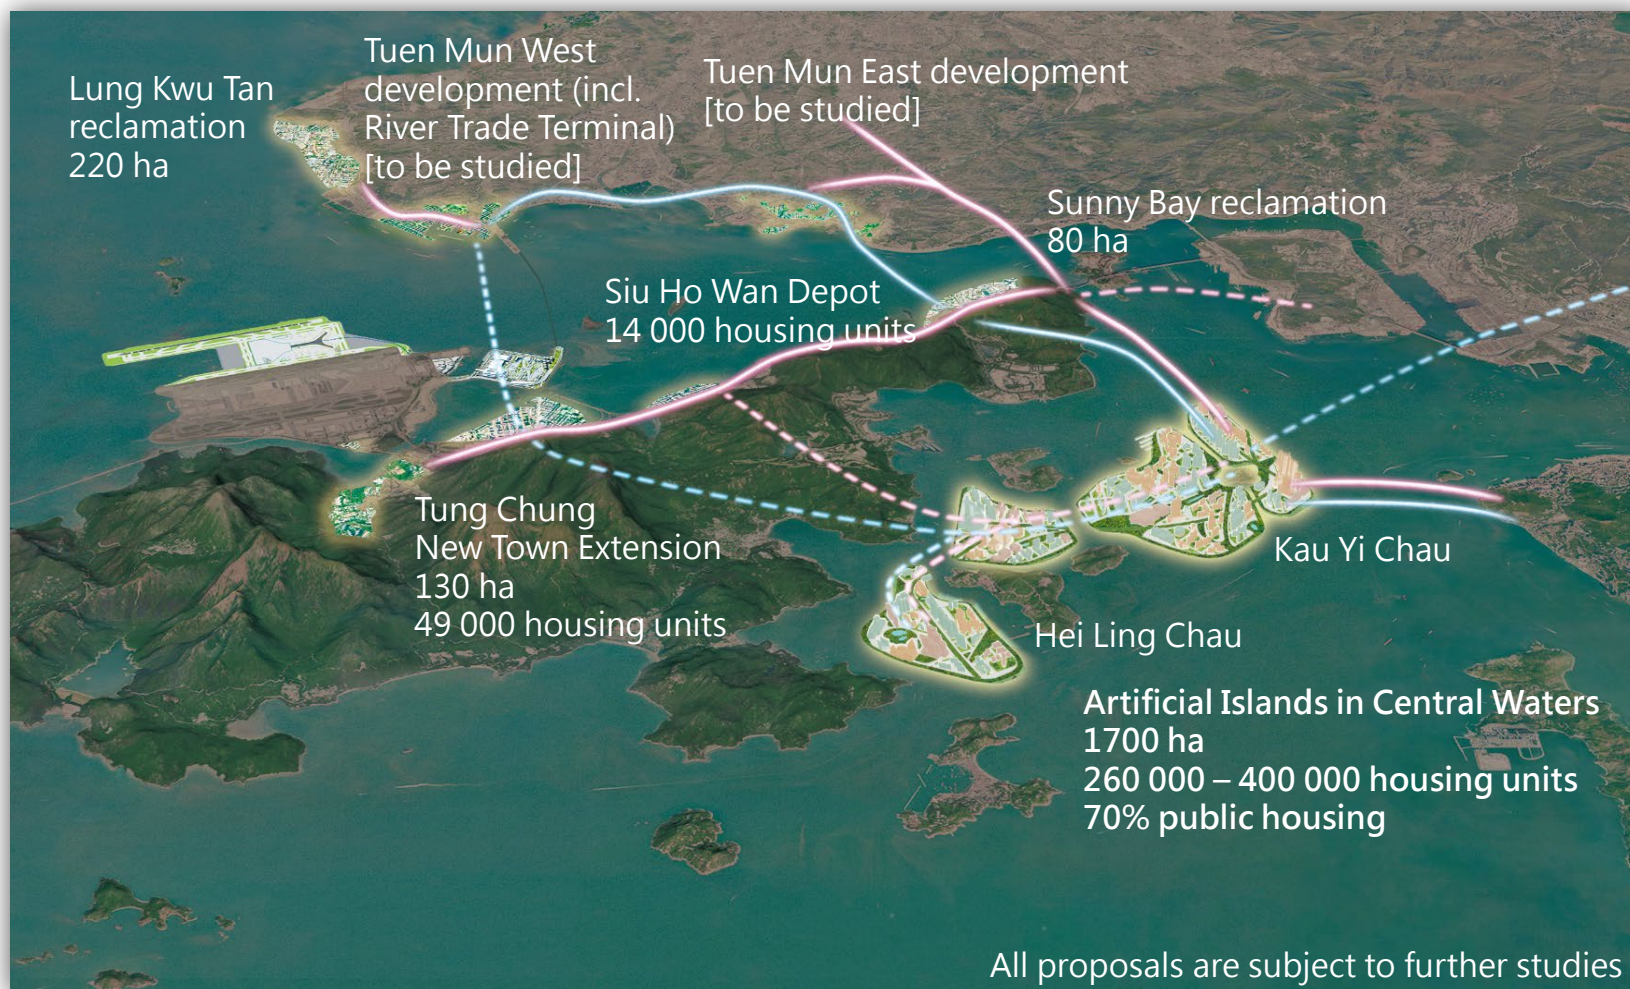 Lung Kwu Tan
reclamation
220 ha
Tuen Mun West
development (incl.
River Trade Terminal)
[to be studied]
Tuen Mun East development
[to be studied]
Sunny Bay reclamation
80 ha
Siu Ho Wan Depot
14 000 housing units
Tung Chung
New Town Extension
130 ha
49 000 housing units
Kau Yi Chau
Hei Ling Chau
Artificial Islands in Central Waters
1700 ha
260 000 – 400 000 housing units
70% public housing
All proposals are subject to further studies